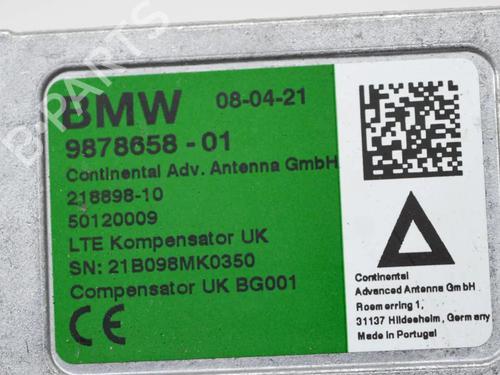 BMW 08-04-21
9878658-01
Continental Adv. Antenna GmbH
218898-10
50120009
LTE Kompensator UK
SN: 21B098MK0350
Compensator UK BG001
CE
Continental
Advanced Antenna GmbH
Roemerring 1,
31137 Hildesheim, Germany
Made in Portugal
B-PARTS